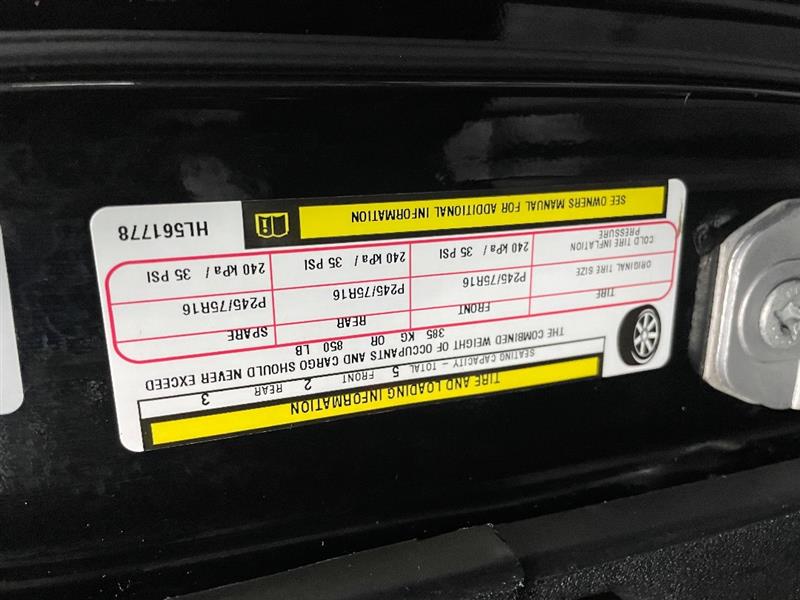 TIRE AND LOADING INFORMATION
SEATING CAPACITY - TOTAL 5 FRONT 2 REAR 3
THE COMBINED WEIGHT OF OCCUPANTS AND CARGO SHOULD NEVER EXCEED
385 KG OR 850 LB
TIRE FRONT REAR SPARE
ORIGINAL TIRE SIZE P245/75R16 P245/75R16 P245/75R16
COLD TIRE INFLATION
PRESSURE 240 kPa / 35 PSI 240 kPa / 35 PSI 240 kPa / 35 PSI
SEE OWNERS MANUAL FOR ADDITIONAL INFORMATION
HL561778